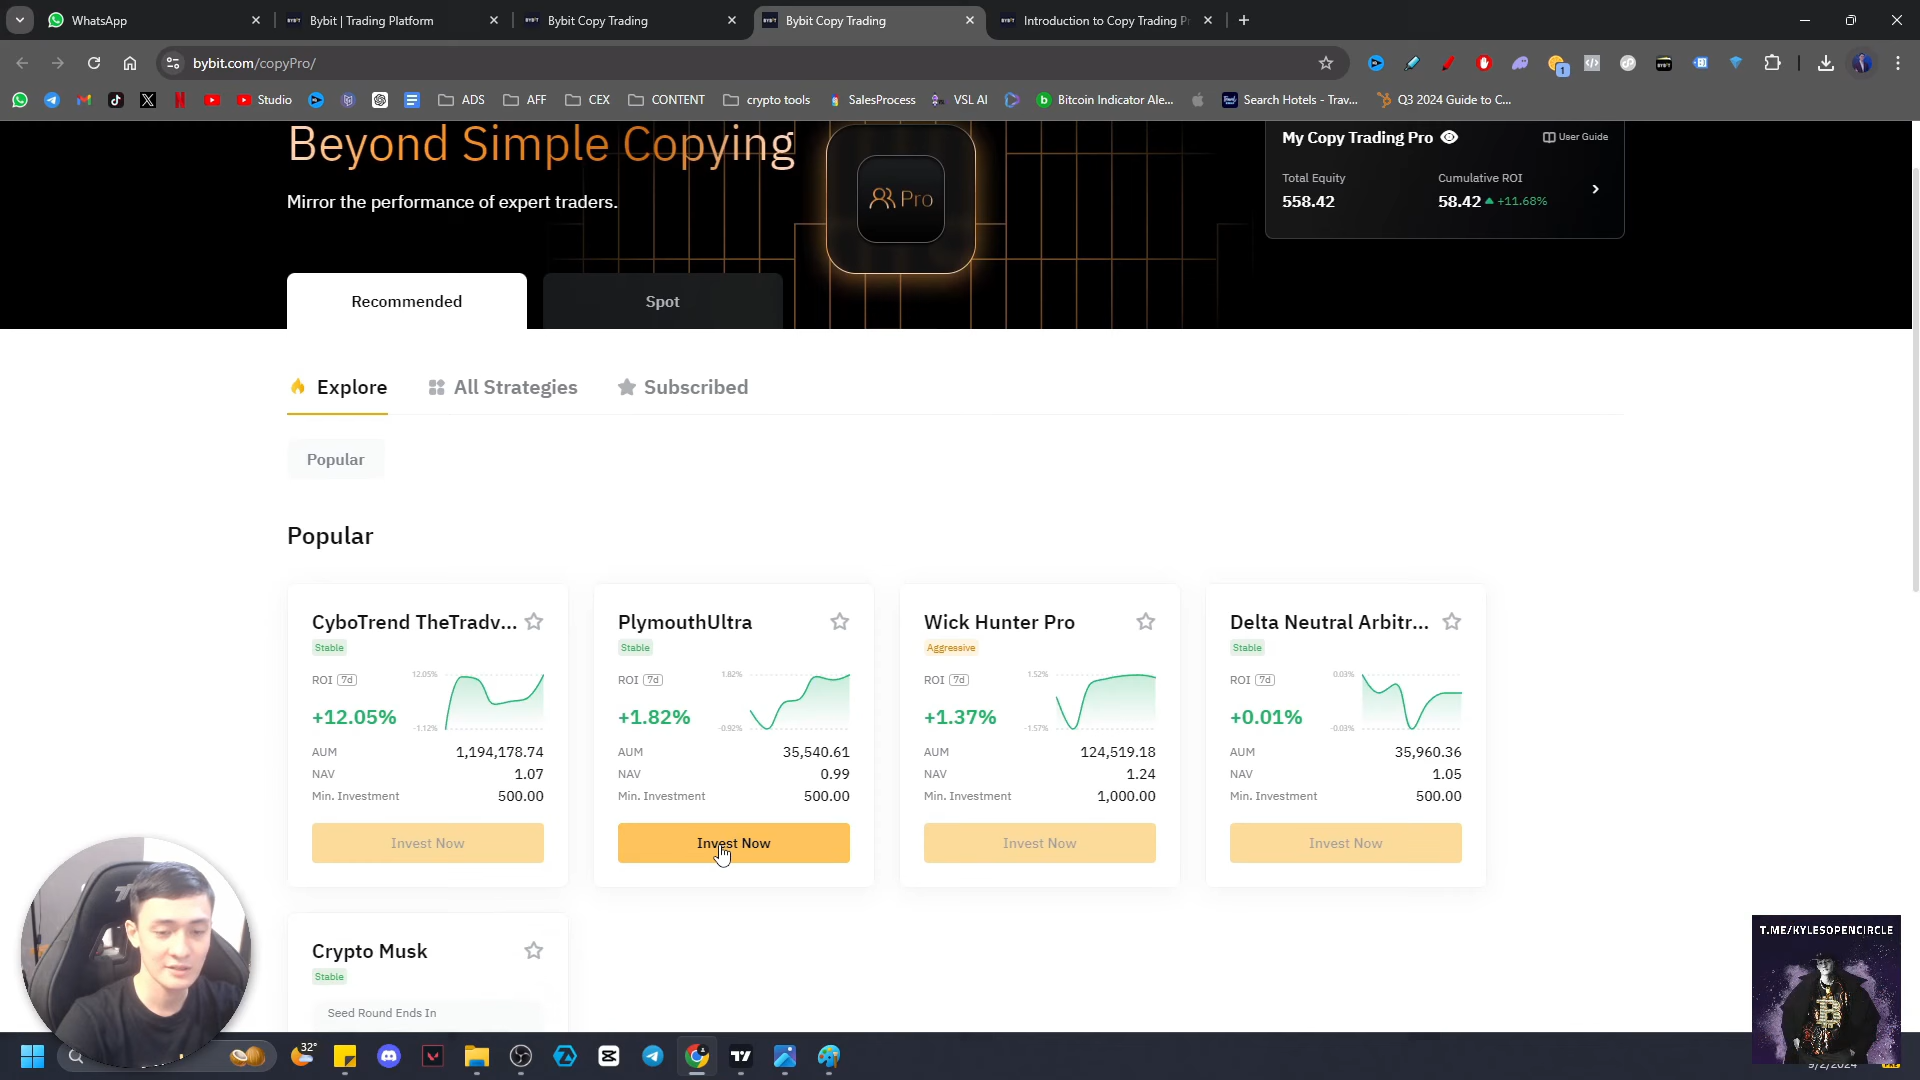 WhatsApp
Bybit | Trading Platform
Bybit Copy Trading
Bybit Copy Trading
Introduction to Copy Trading Pr
bybit.com/copyPro/
1
Studio
ADS
AFF
CEX
CONTENT
crypto tools
SalesProcess
VSL AI
Bitcoin Indicator Ale...
Search Hotels - Trav...
Q3 2024 Guide to C...
Beyond Simple Copying
Mirror the performance of expert traders.
Pro
My Copy Trading Pro
User Guide
Total Equity
Cumulative ROI
558.42
58.42 +11.68%
Recommended
Spot
Explore
All Strategies
Subscribed
Popular
Popular
CyboTrend TheTradv...
Stable
ROI 7d
12.05%
+12.05%
-1.12%
AUM 1,194,178.74
NAV 1.07
Min. Investment 500.00
Invest Now
PlymouthUltra
Stable
ROI 7d
1.82%
+1.82%
-0.92%
AUM 35,540.61
NAV 0.99
Min. Investment 500.00
Invest Now
Wick Hunter Pro
Aggressive
ROI 7d
1.52%
+1.37%
-1.57%
AUM 124,519.18
NAV 1.24
Min. Investment 1,000.00
Invest Now
Delta Neutral Arbitr...
Stable
ROI 7d
0.03%
+0.01%
-0.03%
AUM 35,960.36
NAV 1.05
Min. Investment 500.00
Invest Now
Crypto Musk
Stable
Seed Round Ends In
T.ME/KYLESOPENCIRCLE
32°
9/2/2024